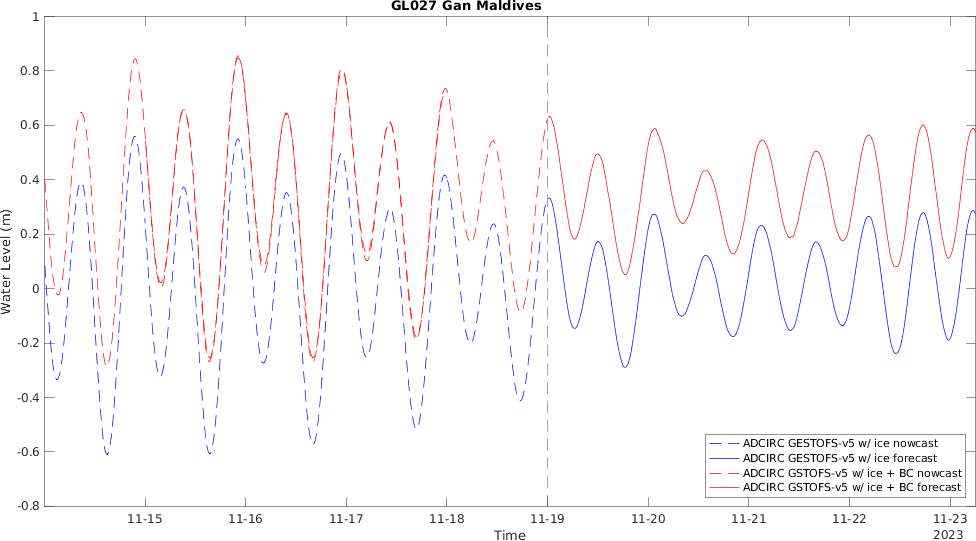 GL027 Gan Maldives
1
0.8
0.6
0.4
0.2
0
-0.2
-0.4
-0.6
-0.8
Water Level (m)
ADCIRC GESTOFS-v5 w/ ice nowcast
ADCIRC GESTOFS-v5 w/ ice forecast
ADCIRC GSTOFS-v5 w/ ice + BC nowcast
ADCIRC GSTOFS-v5 w/ ice + BC forecast
11-15 11-16 11-17 11-18 11-19 11-20 11-21 11-22 11-23
2023
Time